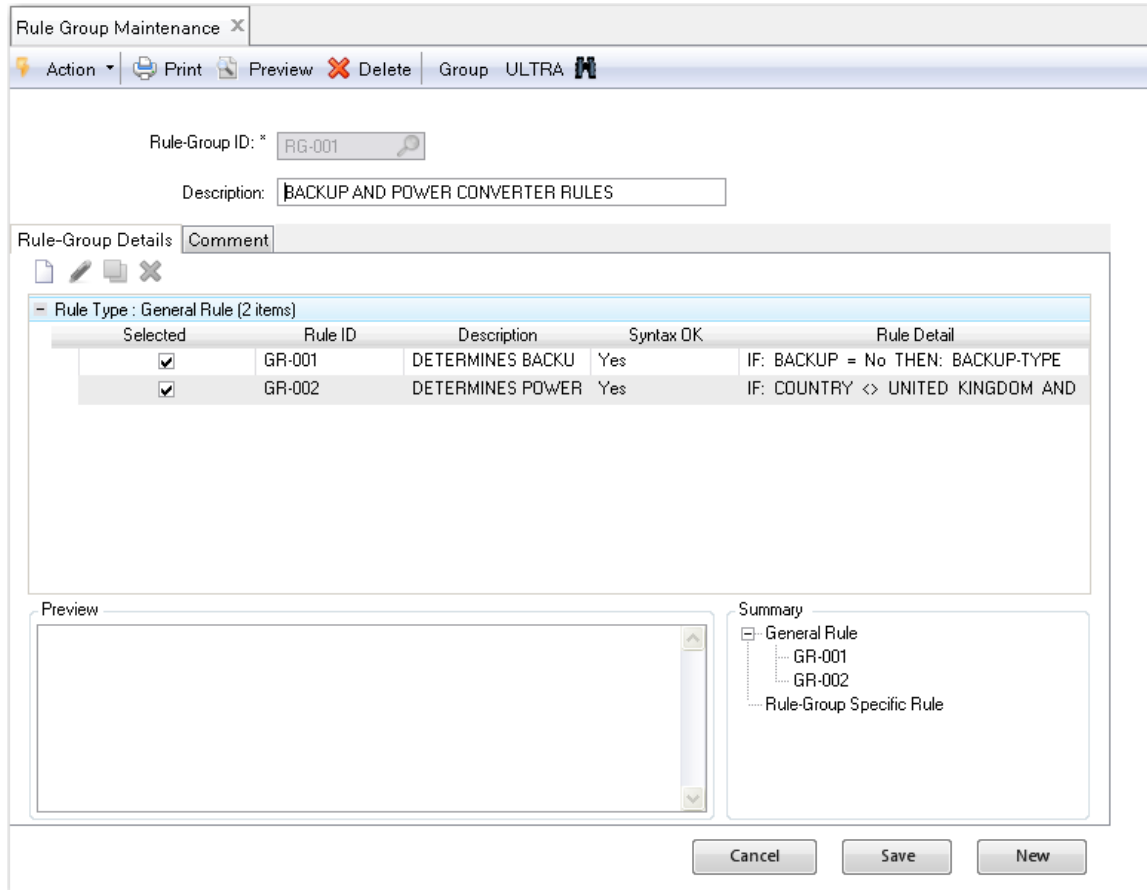 Rule Group Maintenance X
Action Print Preview Delete Group ULTRA
Rule-Group ID: * RG-001
Description: BACKUP AND POWER CONVERTER RULES
Rule-Group Details Comment
Rule Type : General Rule (2 items)
Selected Rule ID Description Syntax OK Rule Detail
GR-001 DETERMINES BACKU Yes IF: BACKUP = No THEN: BACKUP-TYPE
GR-002 DETERMINES POWER Yes IF: COUNTRY <> UNITED KINGDOM AND
Preview
Summary
General Rule
GR-001
GR-002
Rule-Group Specific Rule
Cancel Save New